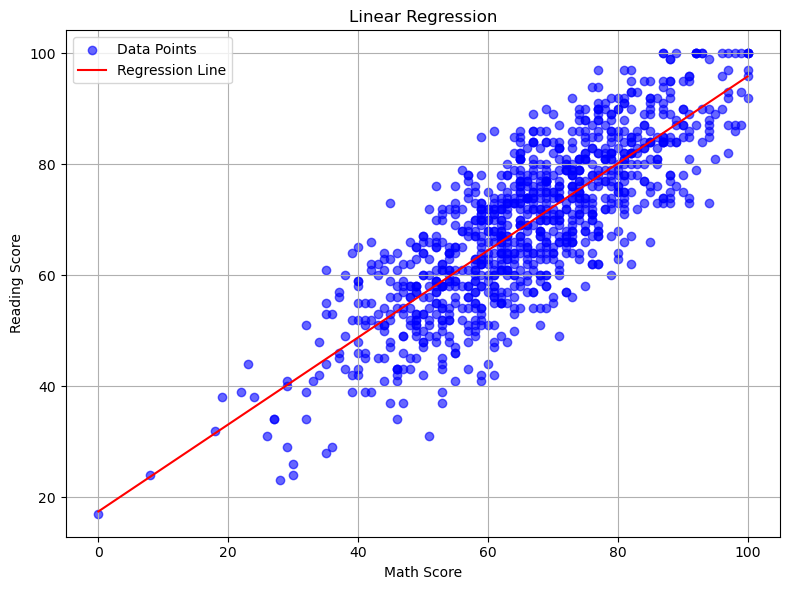 Linear Regression
Data Points
Regression Line
100
80
60
40
20
0 20 40 60 80 100
Reading Score
Math Score